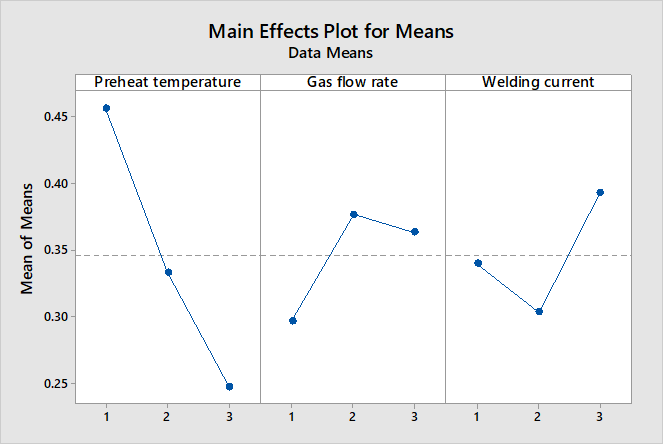 Main Effects Plot for Means
Data Means
Preheat temperature Gas flow rate Welding current
Mean of Means
0.45
0.40
0.35
0.30
0.25
1 2 3 1 2 3 1 2 3